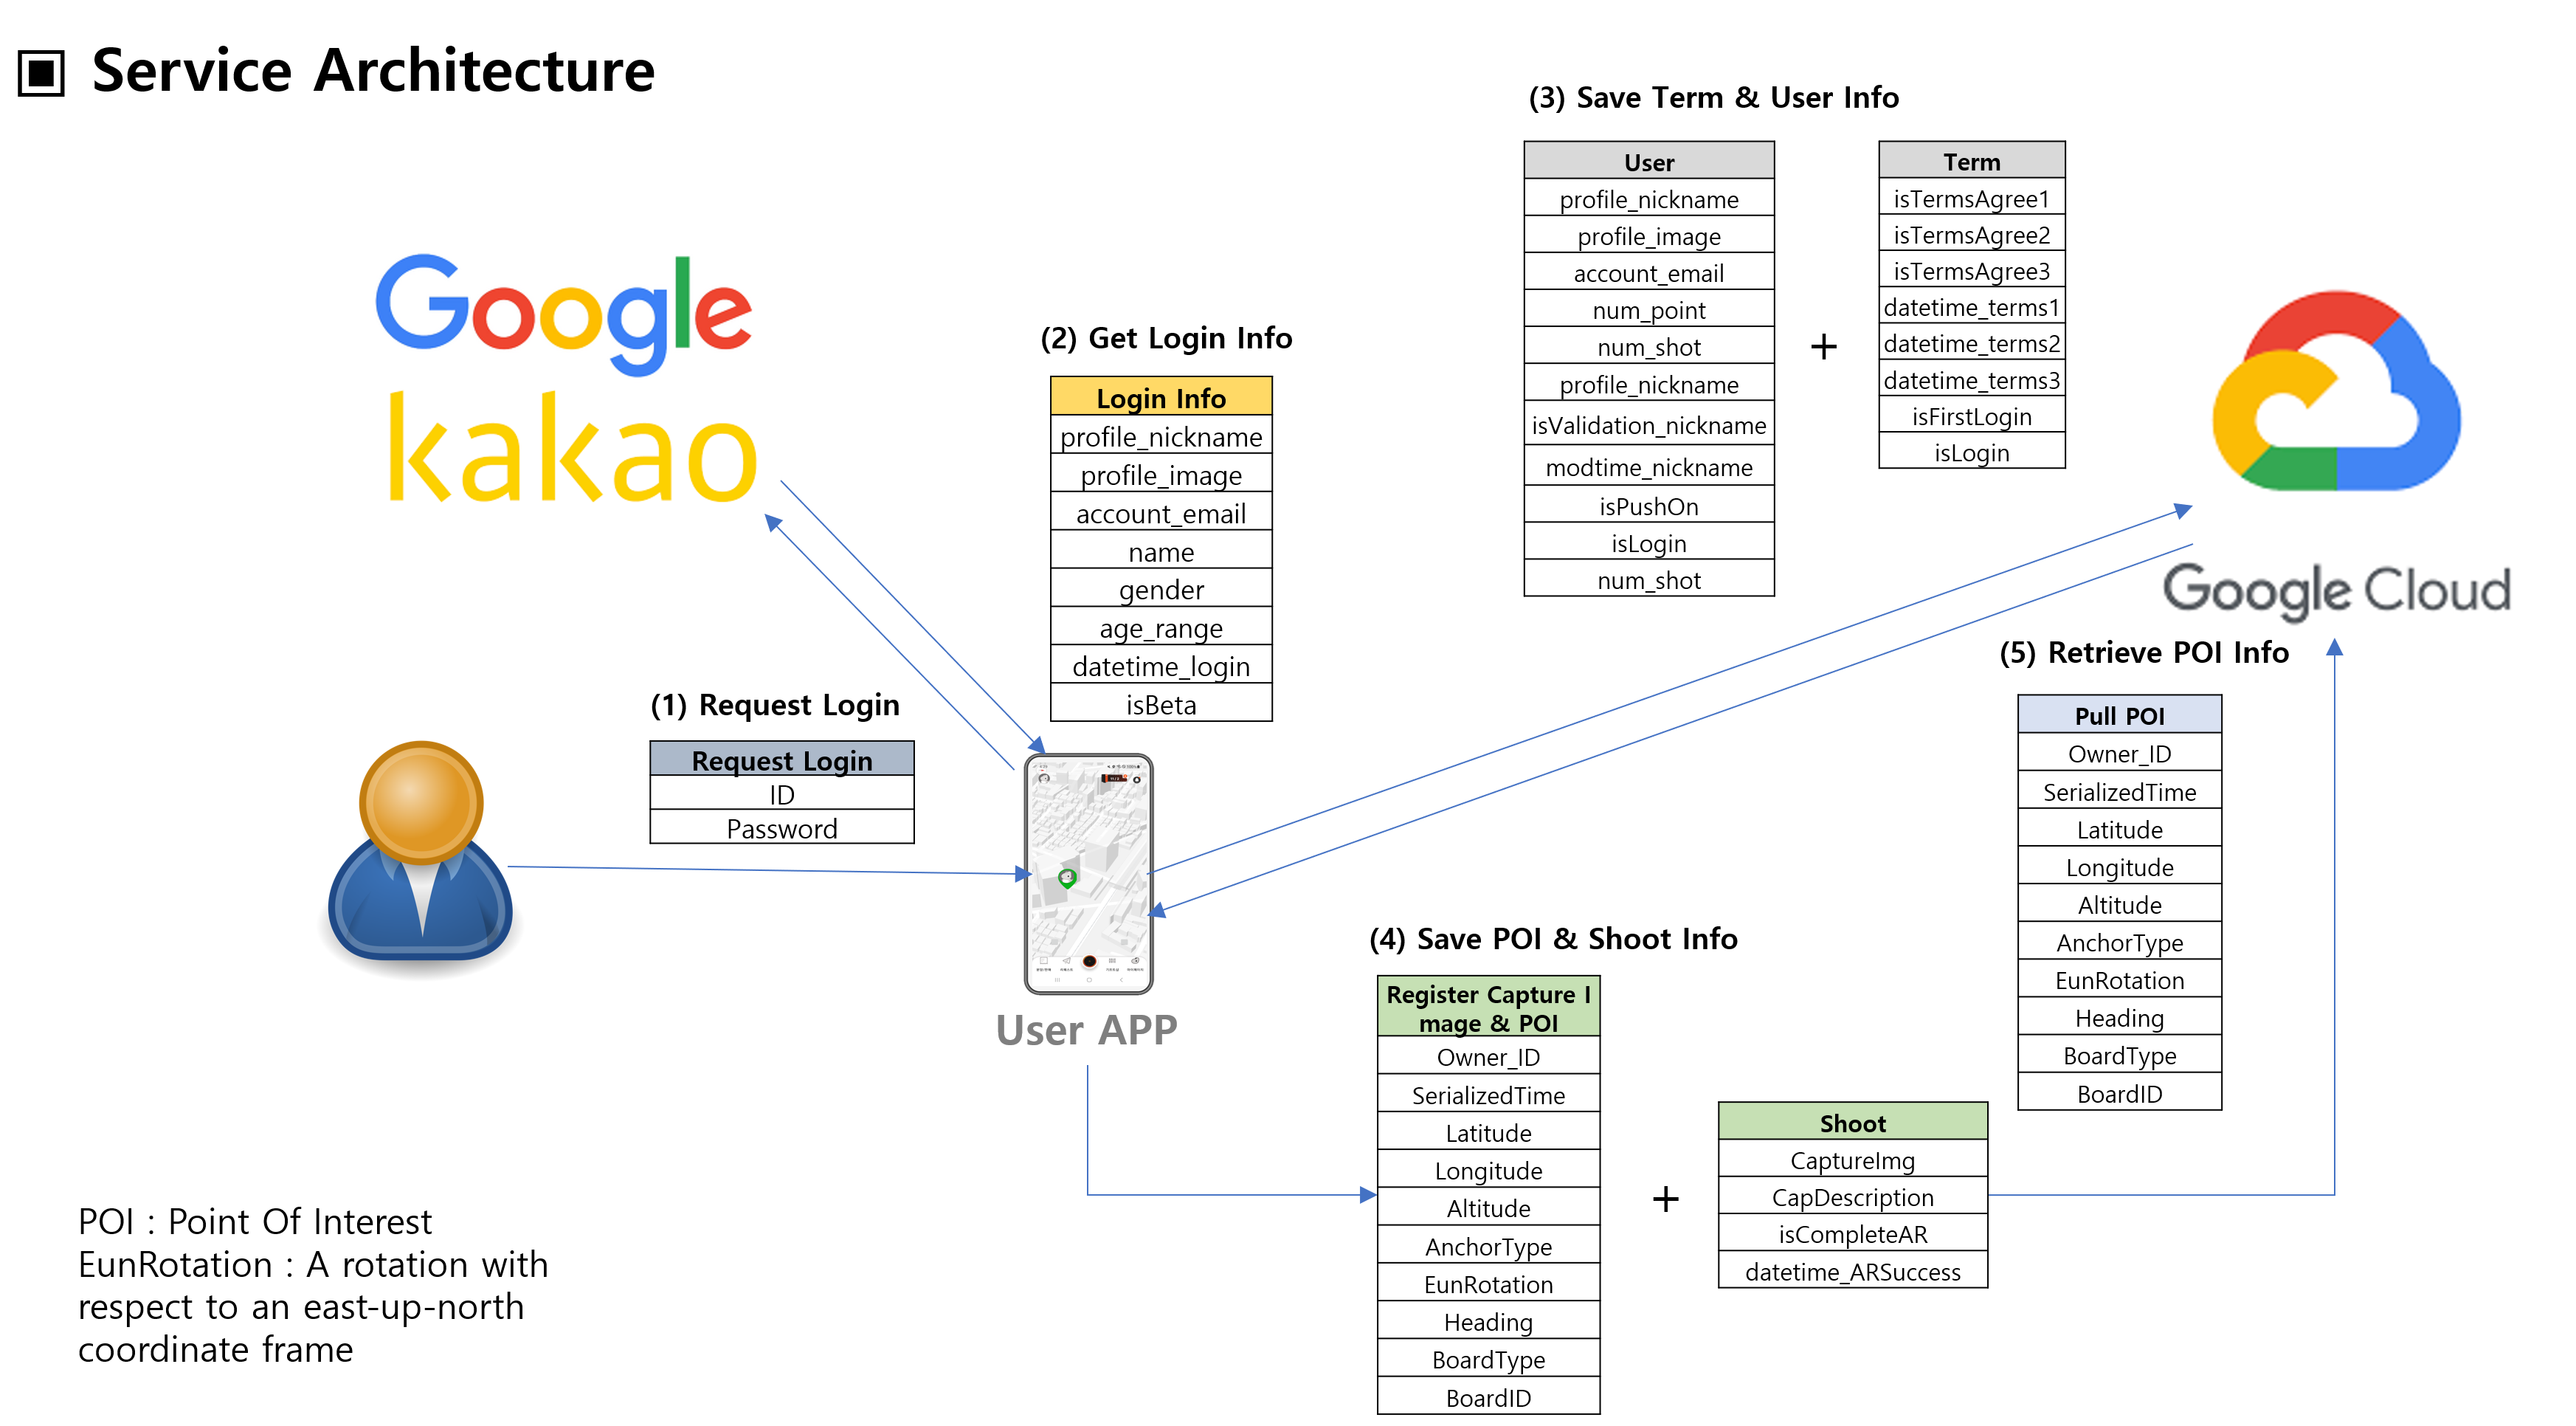 ▣ Service Architecture
(3) Save Term & User Info
User
profile_nickname
profile_image
account_email
num_point
num_shot
profile_nickname
isValidation_nickname
modtime_nickname
isPushOn
isLogin
num_shot
+
Term
isTermsAgree1
isTermsAgree2
isTermsAgree3
datetime_terms1
datetime_terms2
datetime_terms3
isFirstLogin
isLogin
Google
kakao
(2) Get Login Info
Login Info
profile_nickname
profile_image
account_email
name
gender
age_range
datetime_login
isBeta
Google Cloud
(1) Request Login
Request Login
ID
Password
User APP
(5) Retrieve POI Info
Pull POI
Owner_ID
SerializedTime
Latitude
Longitude
Altitude
AnchorType
EunRotation
Heading
BoardType
BoardID
(4) Save POI & Shoot Info
Register Capture I
mage & POI
Owner_ID
SerializedTime
Latitude
Longitude
Altitude
AnchorType
EunRotation
Heading
BoardType
BoardID
+
Shoot
CaptureImg
CapDescription
isCompleteAR
datetime_ARSuccess
POI : Point Of Interest
EunRotation : A rotation with
respect to an east-up-north
coordinate frame